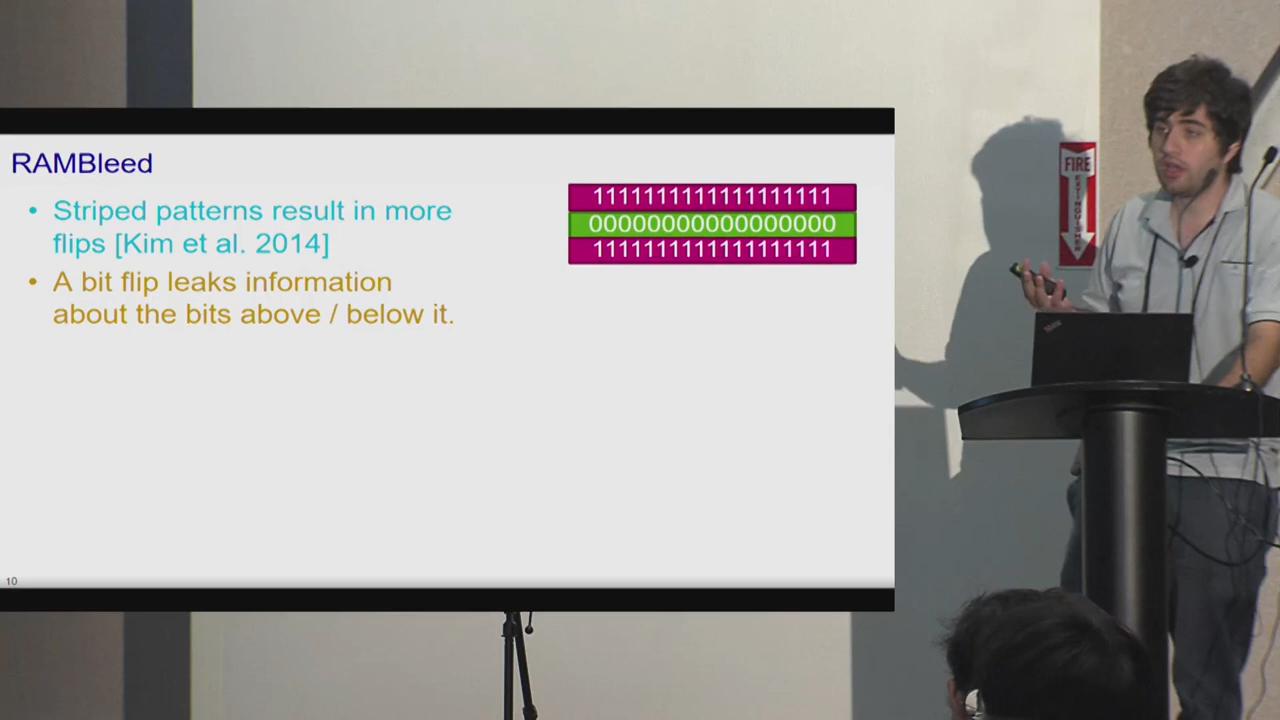 RAMBleed
• Striped patterns result in more
flips [Kim et al. 2014]
• A bit flip leaks information
about the bits above / below it.
1111111111111111111
00000000000000000
1111111111111111111
10
FIRE
EXTINGUISHER